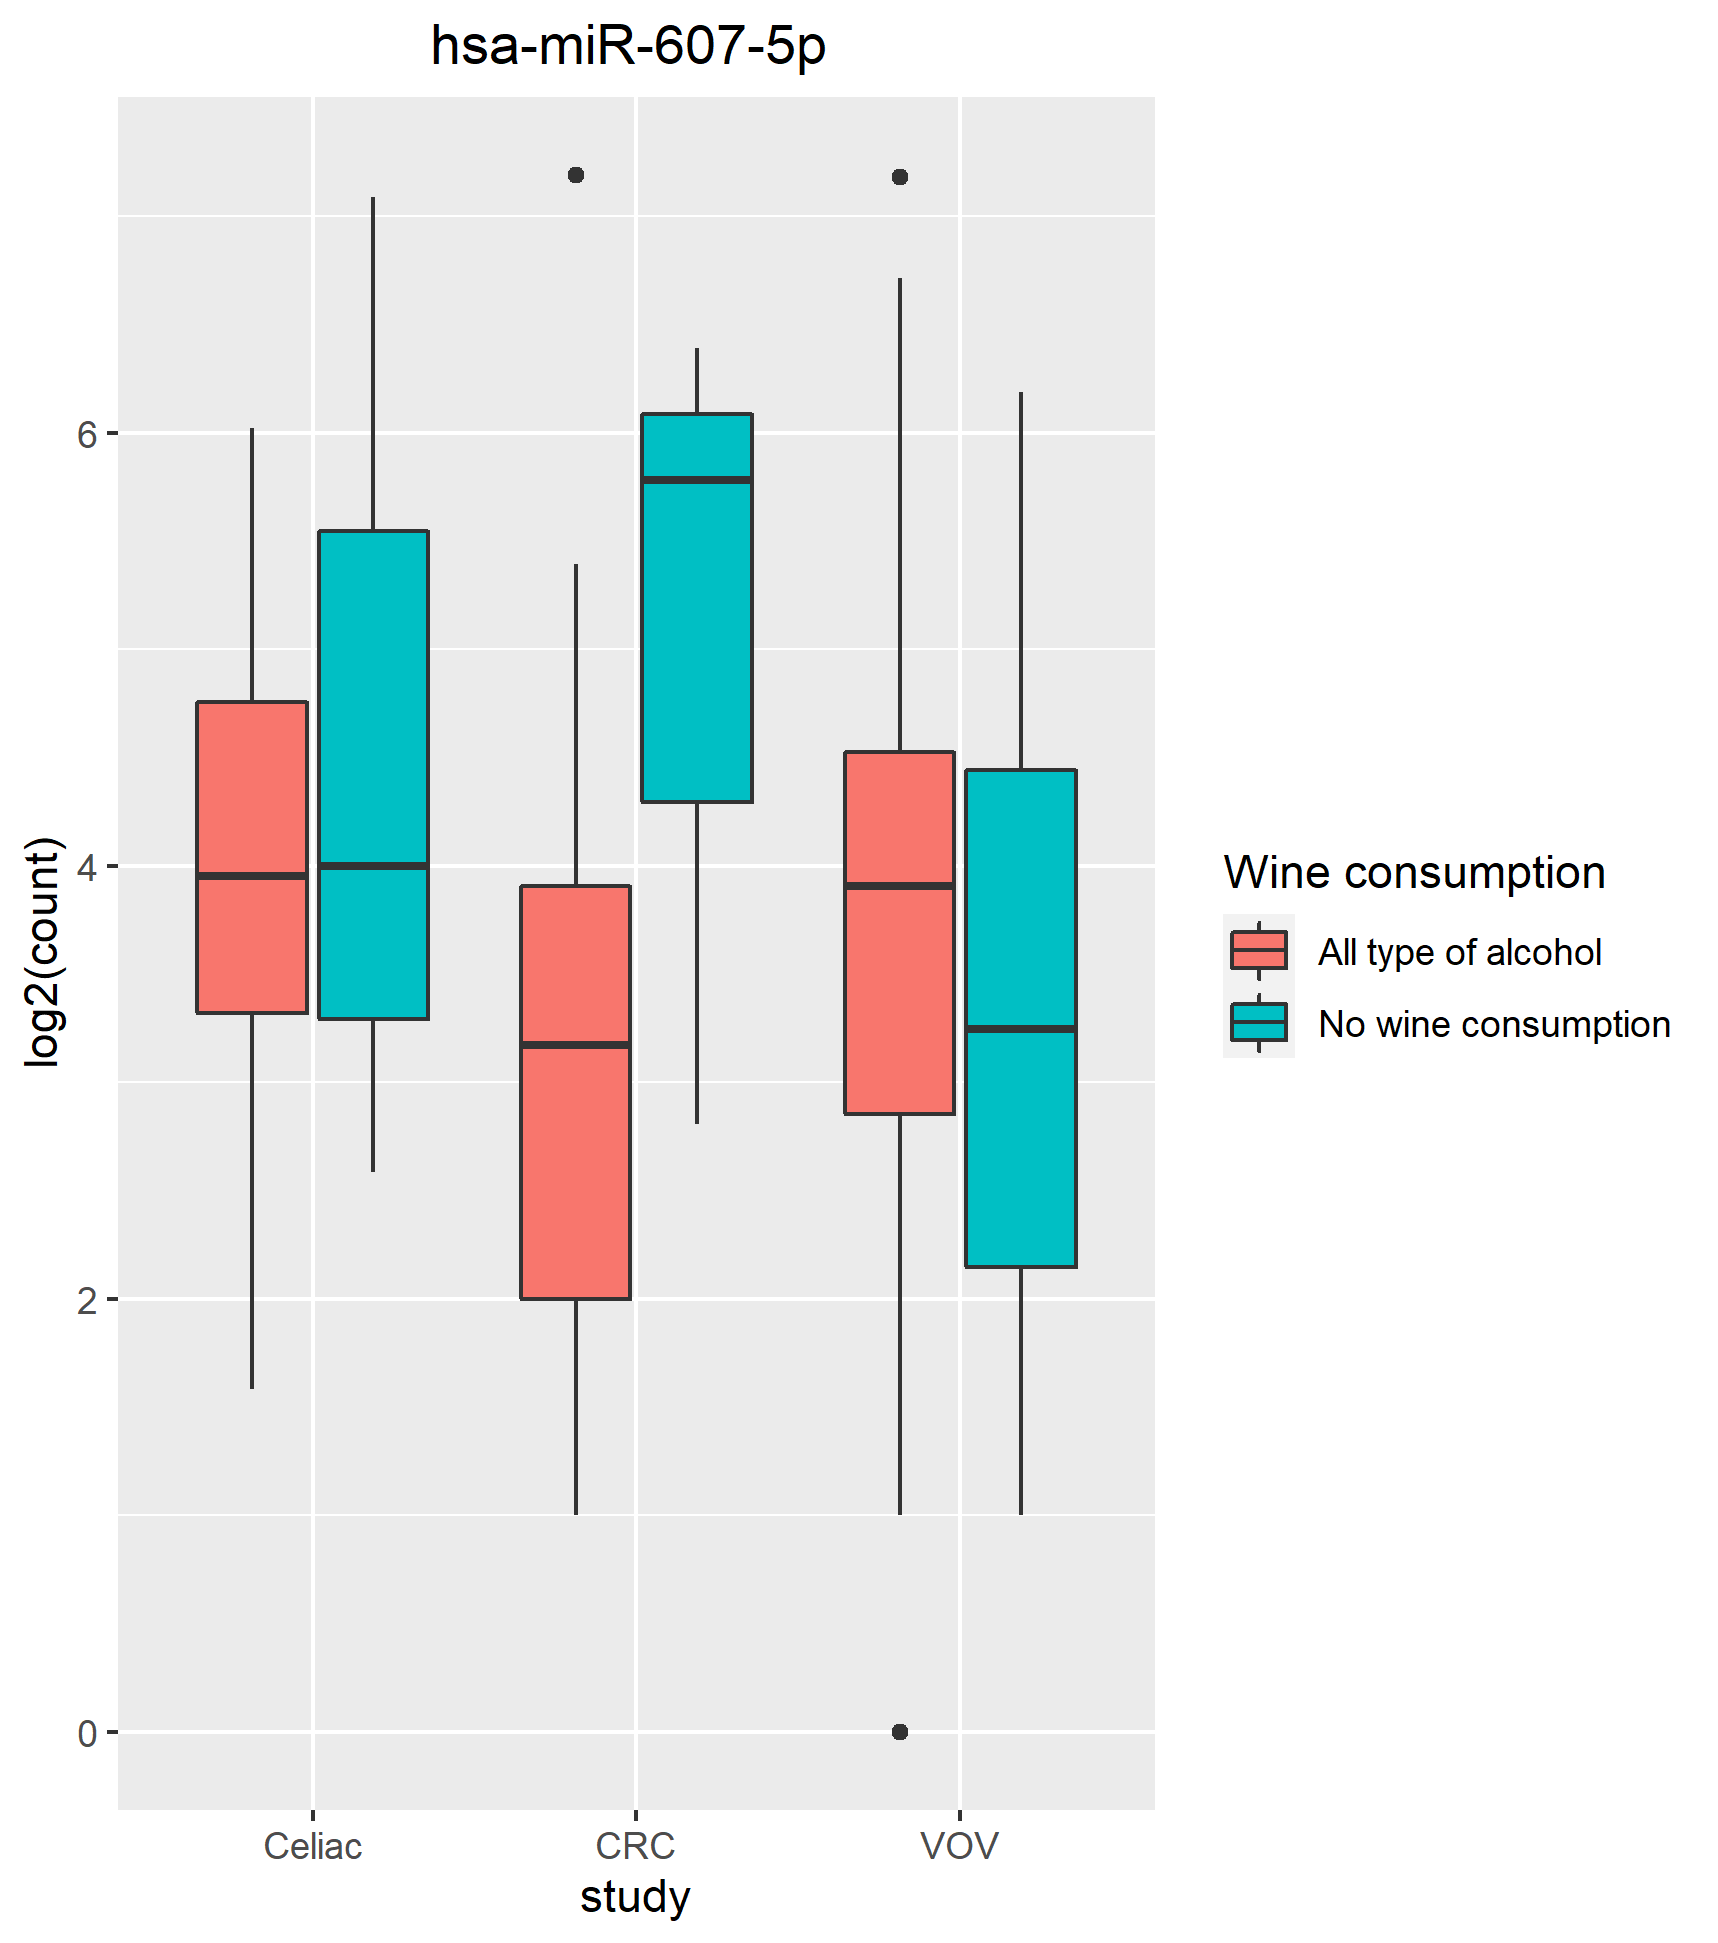 hsa-miR-607-5p
log2(count)
6
4
2
0
Celiac
CRC
VOV
study
Wine consumption
All type of alcohol
No wine consumption